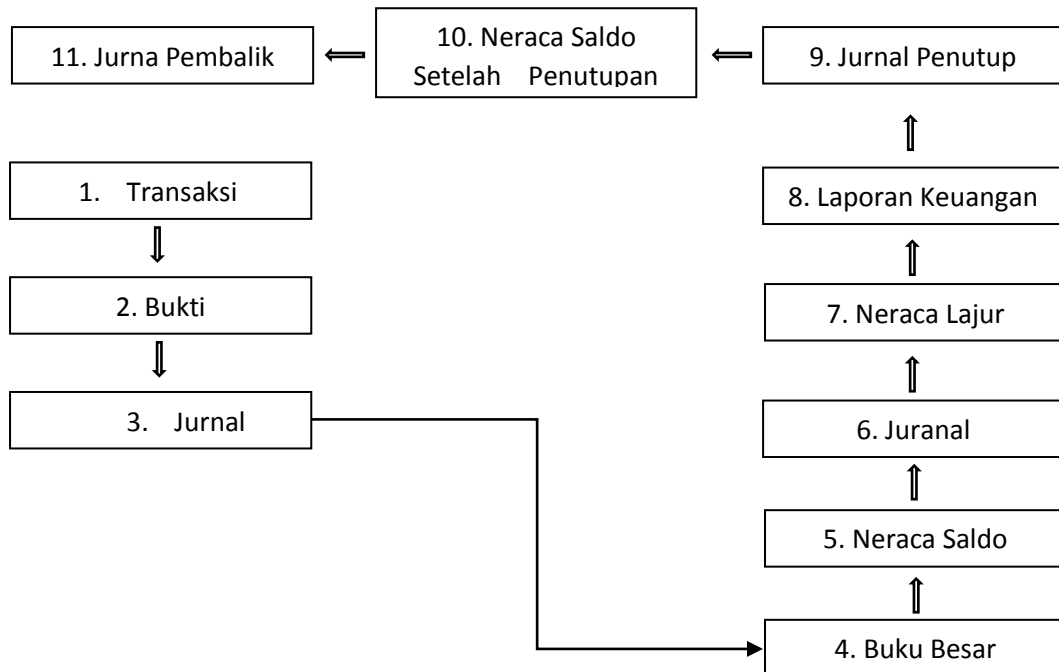 11. Jurna Pembalik
10. Neraca Saldo
Setelah Penutupan
9. Jurnal Penutup
1. Transaksi
8. Laporan Keuangan
2. Bukti
7. Neraca Lajur
3. Jurnal
6. Juranal
5. Neraca Saldo
4. Buku Besar